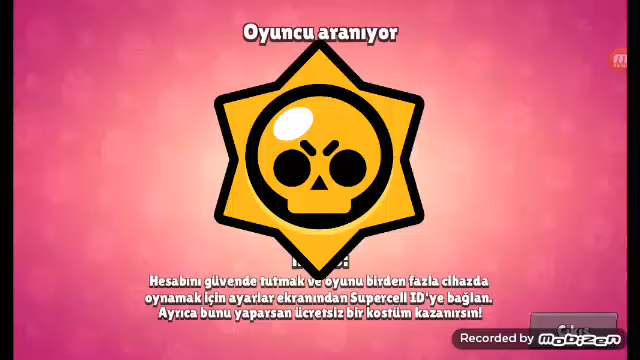 Oyuncu aranıyor
Hesabını güvende tutmak ve oyunu birden fazla cihazda
oynamak için ayarlar ekranından Supercell ID'ye bağlan.
Ayrıca bunu yaparsan ücretsiz bir kostüm kazanırsın!
Recorded by mobizen